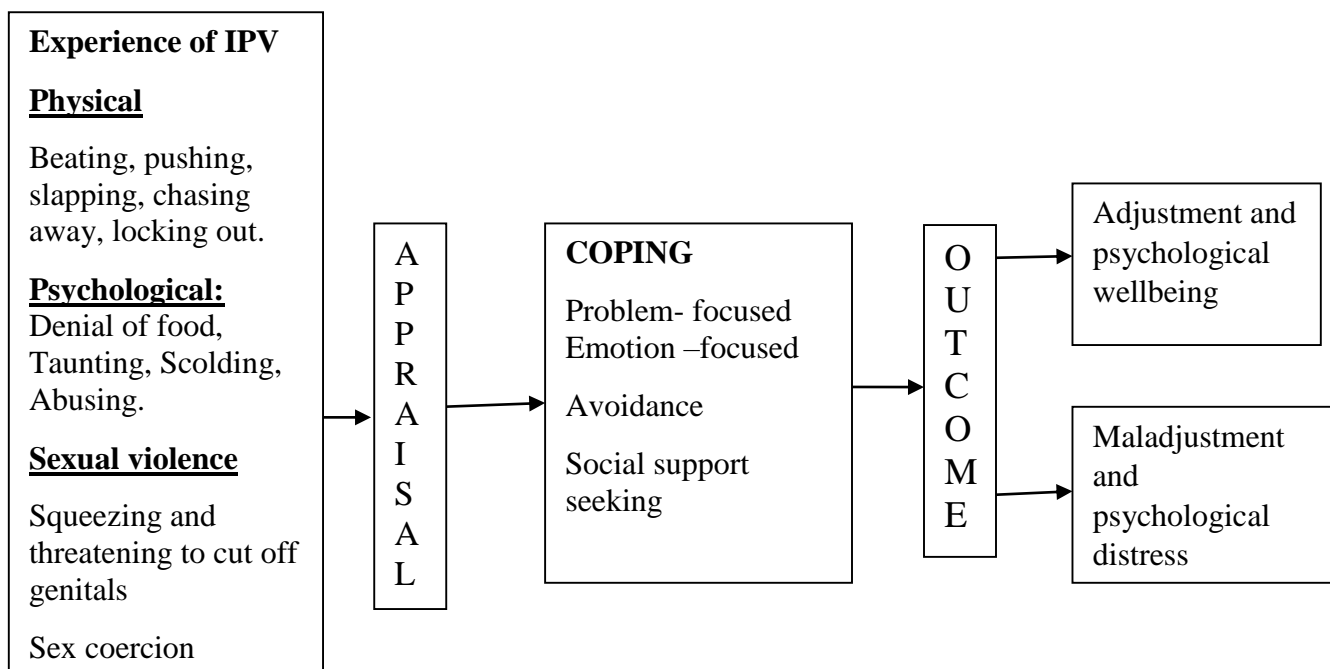 Experience of IPV
Physical
Beating, pushing,
slapping, chasing
away, locking out.
Psychological:
Denial of food,
Taunting, Scolding,
Abusing.
Sexual violence
Squeezing and
threatening to cut off
genitals
Sex coercion
A
P
P
R
A
I
S
A
L
COPING
Problem- focused
Emotion –focused
Avoidance
Social support
seeking
O
U
T
C
O
M
E
Adjustment and
psychological
wellbeing
Maladjustment
and
psychological
distress